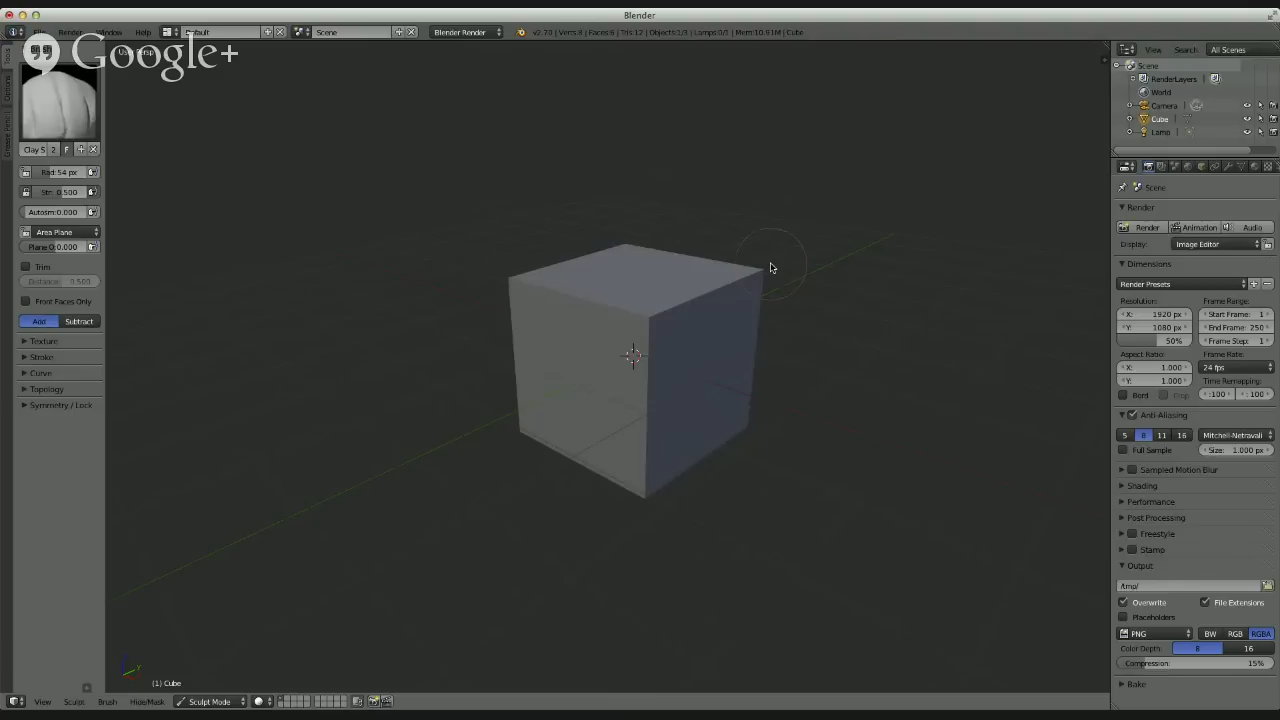 Blender
File Render Window Help Default Scene Blender Render v2.70 | Verts:8 | Faces:6 | Tris:12 | Objects:1/3 | Lamps:0/1 | Mem:10.91M | Cube
Google+
User Persp
Tools
Options
Grease Pencil
Clay S 2 F
Rad: 54 px
Str: 0.500
Autosm: 0.000
Area Plane
Plane O: 0.000
Trim
Distance: 0.500
Front Faces Only
Add Subtract
Texture
Stroke
Curve
Topology
Symmetry / Lock
(1) Cube
View Sculpt Brush Hide/Mask Sculpt Mode
View Search All Scenes
Scene
RenderLayers
World
Camera
Cube
Lamp
Scene
Render
Render Animation Audio
Display: Image Editor
Dimensions
Render Presets
Resolution: Frame Range:
X: 1920 px Start Frame: 1
Y: 1080 px End Frame: 250
50% Frame Step: 1
Aspect Ratio: Frame Rate:
X: 1.000 24 fps
Y: 1.000 Time Remapping:
Bord Crop :100 :100
Anti-Aliasing
5 8 11 16 Mitchell-Netravali
Full Sample Size: 1.000 px
Sampled Motion Blur
Shading
Performance
Post Processing
Freestyle
Stamp
Output
/tmp/
Overwrite File Extensions
Placeholders
PNG BW RGB RGBA
Color Depth: 8 16
Compression: 15%
Bake